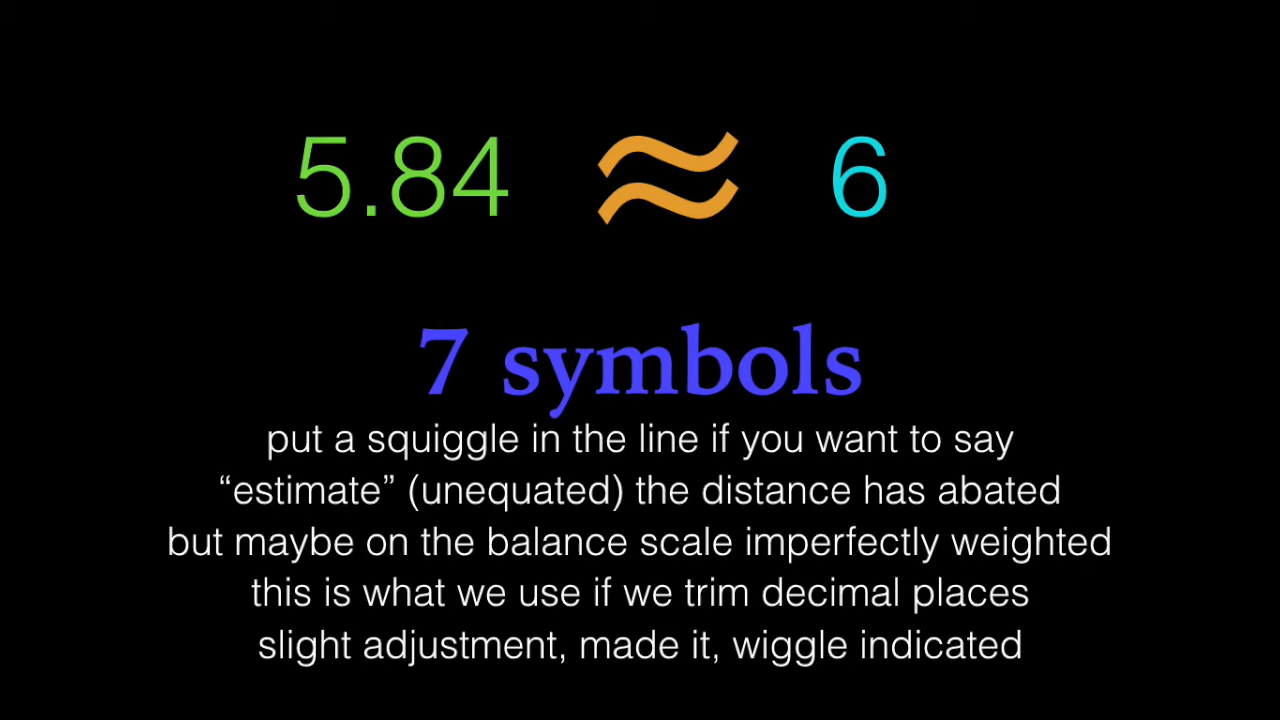 5.84 ≈ 6
7 symbols
put a squiggle in the line if you want to say
“estimate” (unequated) the distance has abated
but maybe on the balance scale imperfectly weighted
this is what we use if we trim decimal places
slight adjustment, made it, wiggle indicated